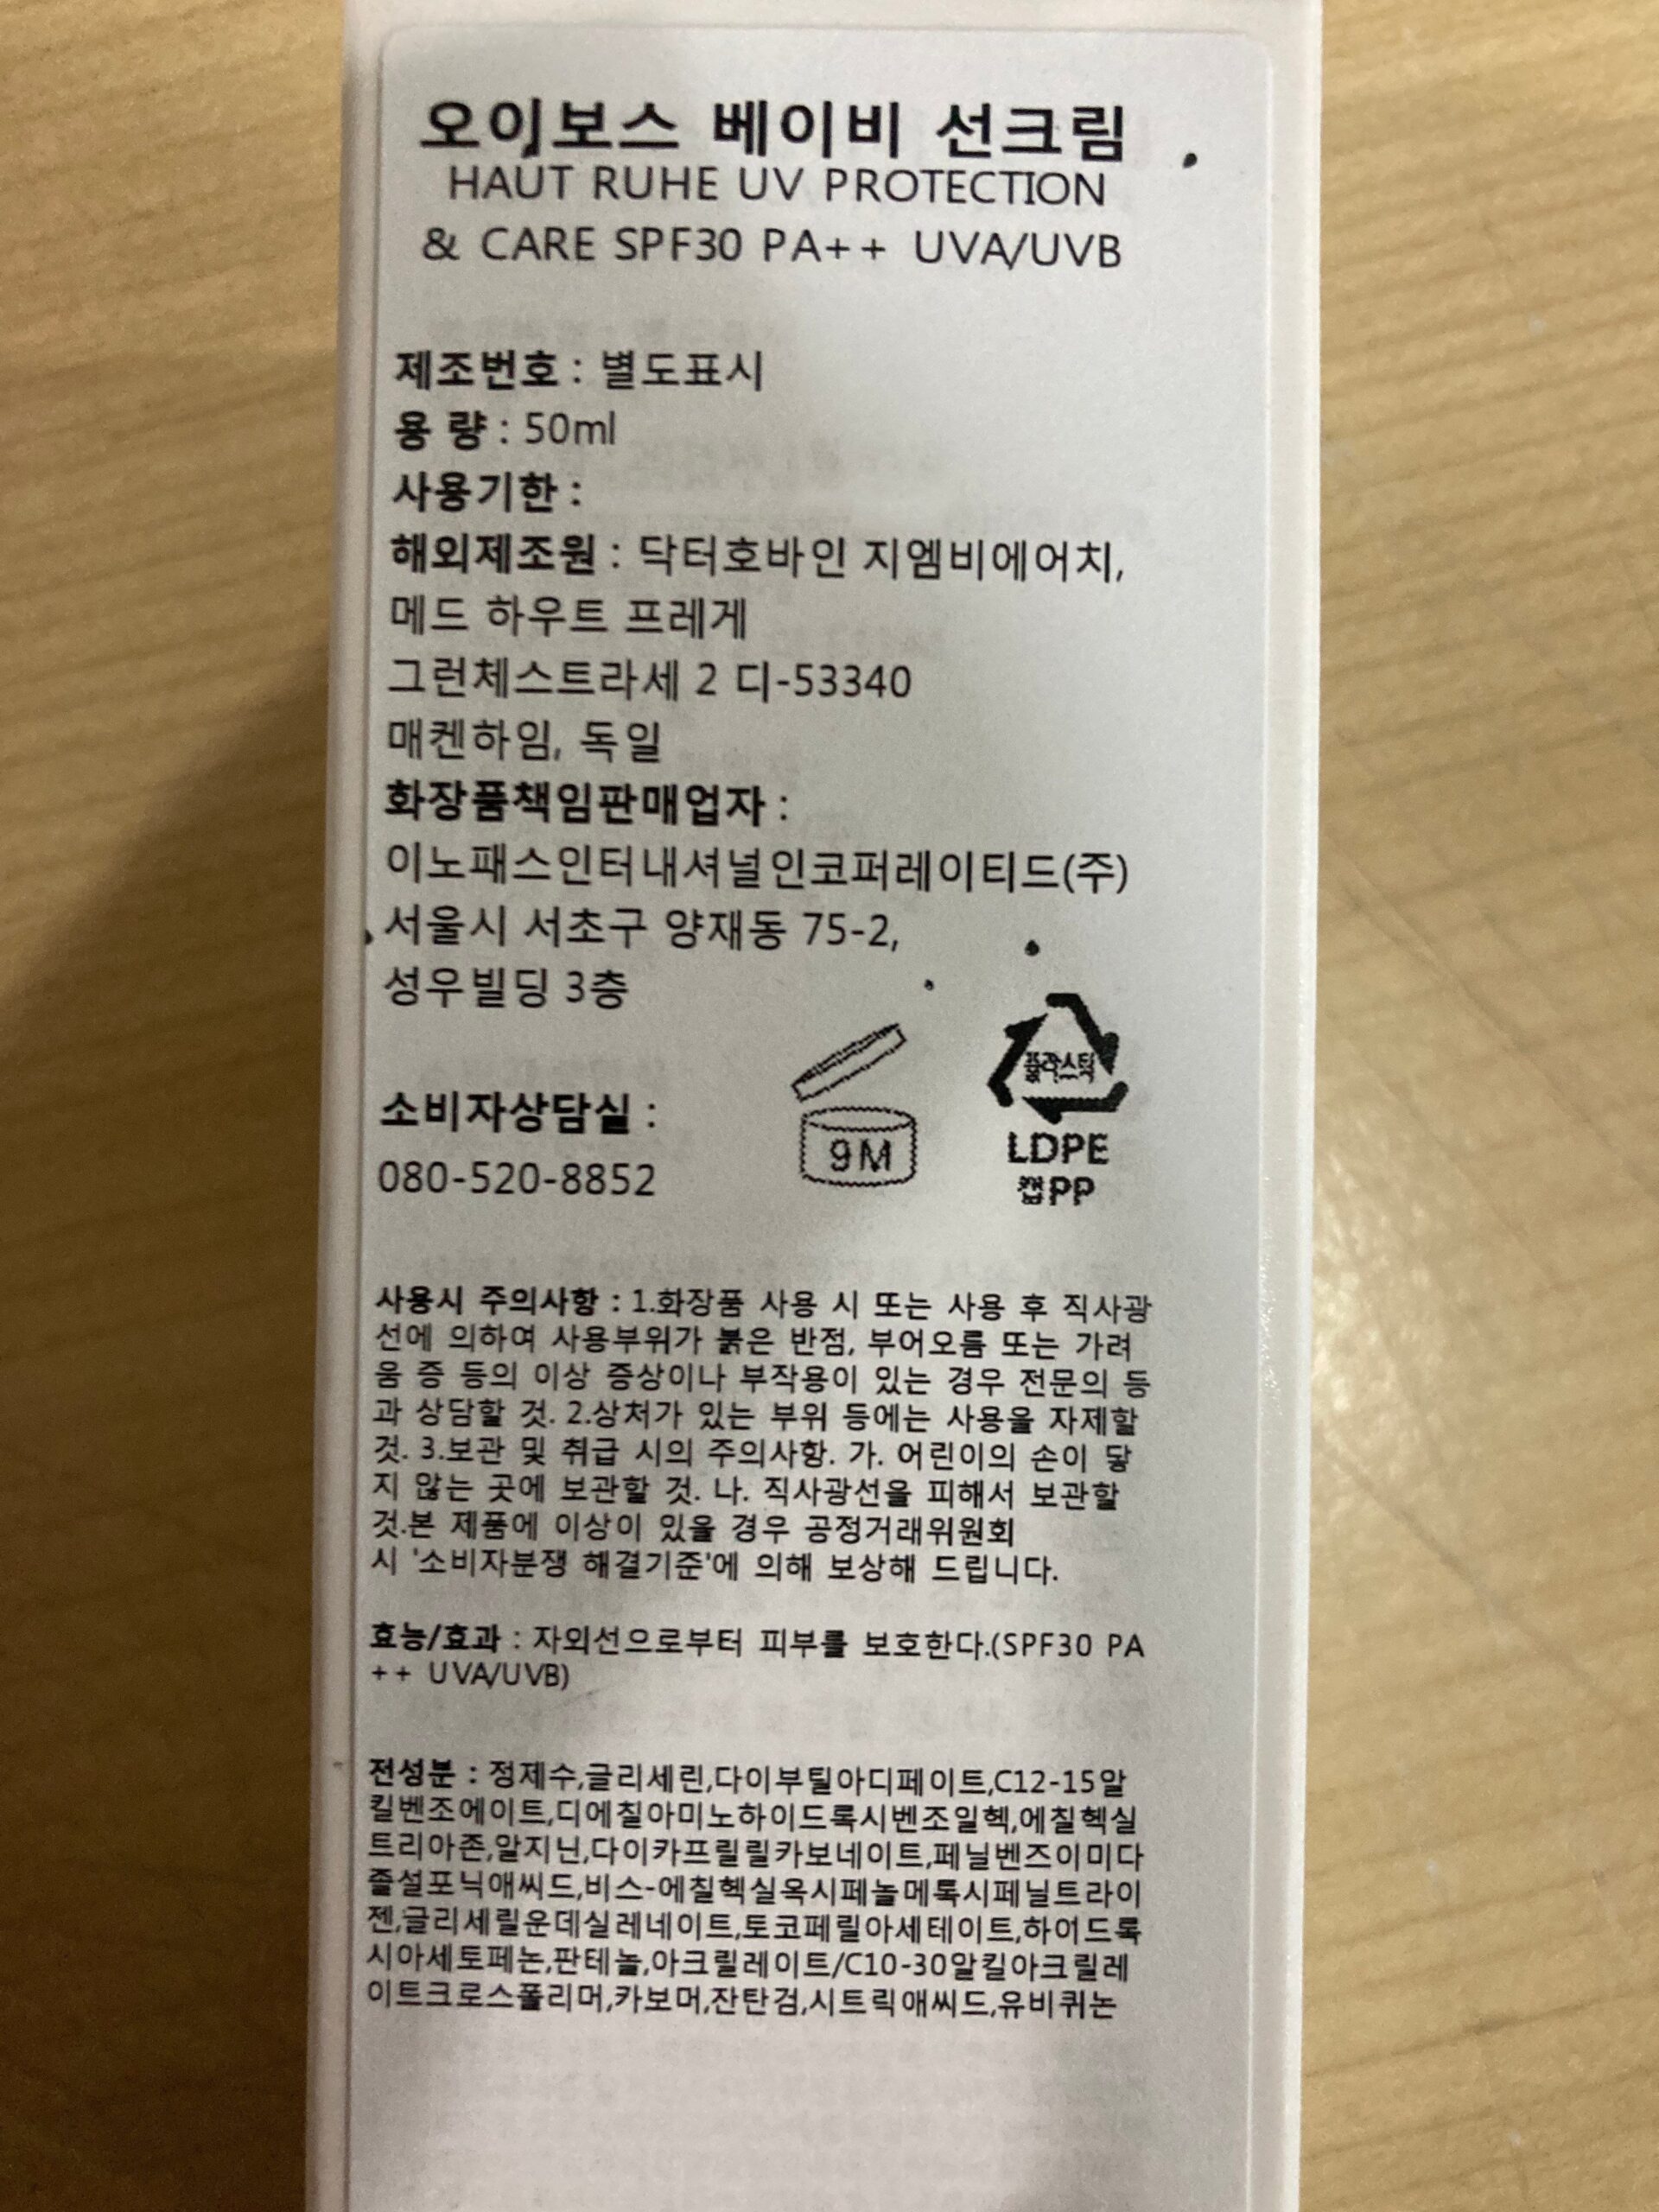 오이보스 베이비 선크림
HAUT RUHE UV PROTECTION
& CARE SPF30 PA++ UVA/UVB
제조번호 : 별도표시
용 량 : 50ml
사용기한 :
해외제조원 : 닥터호바인 지엠비에어치,
메드 하우트 프레게
그런체스트라세 2 디-53340
매켄하임, 독일
화장품책임판매업자 :
이노패스인터내셔널인코퍼레이티드(주)
서울시 서초구 양재동 75-2,
성우빌딩 3층
소비자상담실 :
080-520-8852
9M
플라스틱
LDPE
캡PP
사용시 주의사항 : 1.화장품 사용 시 또는 사용 후 직사광
선에 의하여 사용부위가 붉은 반점, 부어오름 또는 가려
움 증 등의 이상 증상이나 부작용이 있는 경우 전문의 등
과 상담할 것. 2.상처가 있는 부위 등에는 사용을 자제할
것. 3.보관 및 취급 시의 주의사항. 가. 어린이의 손이 닿
지 않는 곳에 보관할 것. 나. 직사광선을 피해서 보관할
것.본 제품에 이상이 있을 경우 공정거래위원회
시 '소비자분쟁 해결기준'에 의해 보상해 드립니다.
효능/효과 : 자외선으로부터 피부를 보호한다.(SPF30 PA
++ UVA/UVB)
전성분 : 정제수,글리세린,다이부틸아디페이트,C12-15알
킬벤조에이트,디에칠아미노하이드록시벤조일헥,에칠헥실
트리아존,알지닌,다이카프릴릴카보네이트,페닐벤즈이미다
졸설포닉애씨드,비스-에칠헥실옥시페놀메톡시페닐트라이
젠,글리세릴운데실레네이트,토코페릴아세테이트,하이드록
시아세토페논,판테놀,아크릴레이트/C10-30알킬아크릴레
이트크로스폴리머,카보머,잔탄검,시트릭애씨드,유비퀴논